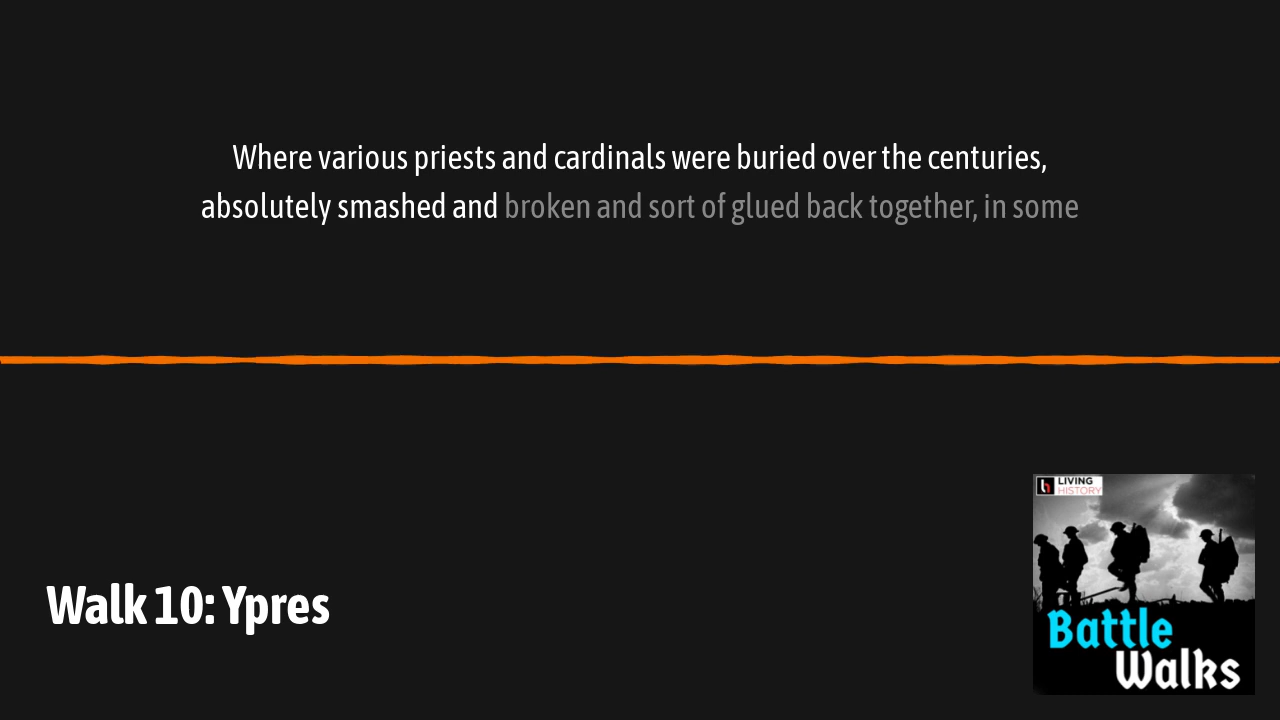 Where various priests and cardinals were buried over the centuries,
absolutely smashed and broken and sort of glued back together, in some
Walk 10: Ypres
LIVING
HISTORY
Battle
Walks